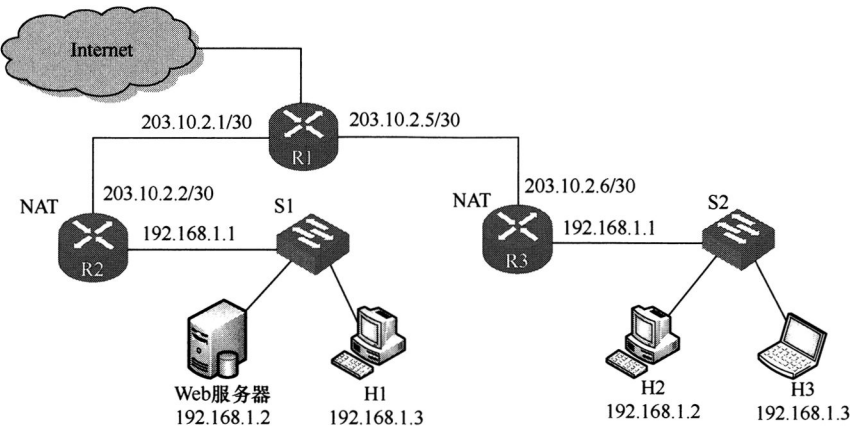 Internet
203.10.2.1/30
203.10.2.5/30
R1
203.10.2.2/30
203.10.2.6/30
NAT
S1
NAT
S2
192.168.1.1
192.168.1.1
R2
R3
Web服务器
192.168.1.2
H1
192.168.1.3
H2
192.168.1.2
H3
192.168.1.3